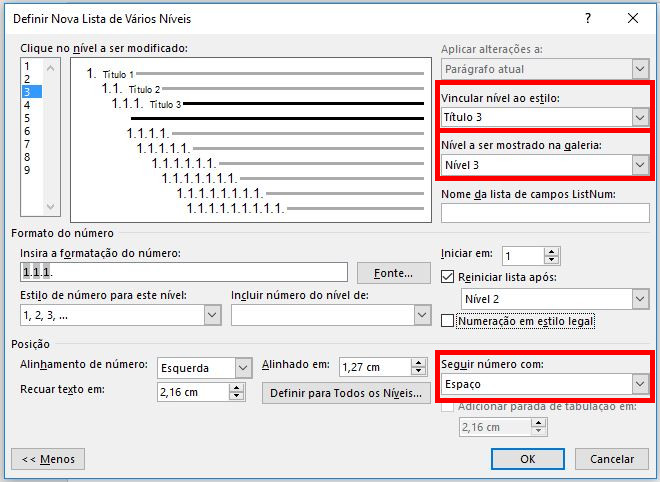 Definir Nova Lista de Vários Níveis
?
Clique no nível a ser modificado:
1
2
3
4
5
6
7
8
9
1. Título 1
1.1. Título 2
1.1.1. Título 3
1.1.1.1.
1.1.1.1.1.
1.1.1.1.1.1.
1.1.1.1.1.1.1.
1.1.1.1.1.1.1.1.
1.1.1.1.1.1.1.1.1.
Aplicar alterações a:
Parágrafo atual
Vincular nível ao estilo:
Título 3
Nível a ser mostrado na galeria:
Nível 3
Nome da lista de campos ListNum:
Formato do número
Insira a formatação do número:
1.1.1.
Fonte...
Estilo de número para este nível:
1, 2, 3, ...
Incluir número do nível de:
Iniciar em: 1
Reiniciar lista após:
Nível 2
Numeração em estilo legal
Posição
Alinhamento de número: Esquerda
Alinhado em: 1,27 cm
Recuar texto em: 2,16 cm
Definir para Todos os Níveis...
Seguir número com:
Espaço
Adicionar parada de tabulação em:
2,16 cm
<< Menos
OK
Cancelar